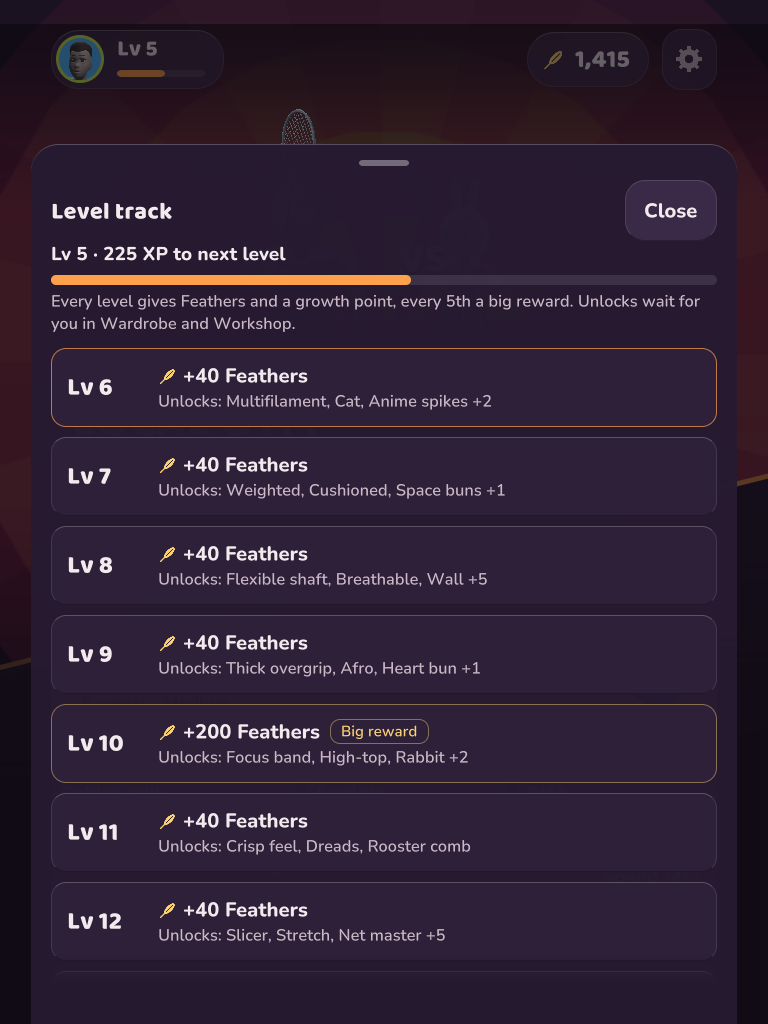 Lv 5
1,415
Level track
Close
Lv 5 · 225 XP to next level
Every level gives Feathers and a growth point, every 5th a big reward. Unlocks wait for
you in Wardrobe and Workshop.
Lv 6
+40 Feathers
Unlocks: Multifilament, Cat, Anime spikes +2
Lv 7
+40 Feathers
Unlocks: Weighted, Cushioned, Space buns +1
Lv 8
+40 Feathers
Unlocks: Flexible shaft, Breathable, Wall +5
Lv 9
+40 Feathers
Unlocks: Thick overgrip, Afro, Heart bun +1
Lv 10
+200 Feathers Big reward
Unlocks: Focus band, High-top, Rabbit +2
Lv 11
+40 Feathers
Unlocks: Crisp feel, Dreads, Rooster comb
Lv 12
+40 Feathers
Unlocks: Slicer, Stretch, Net master +5